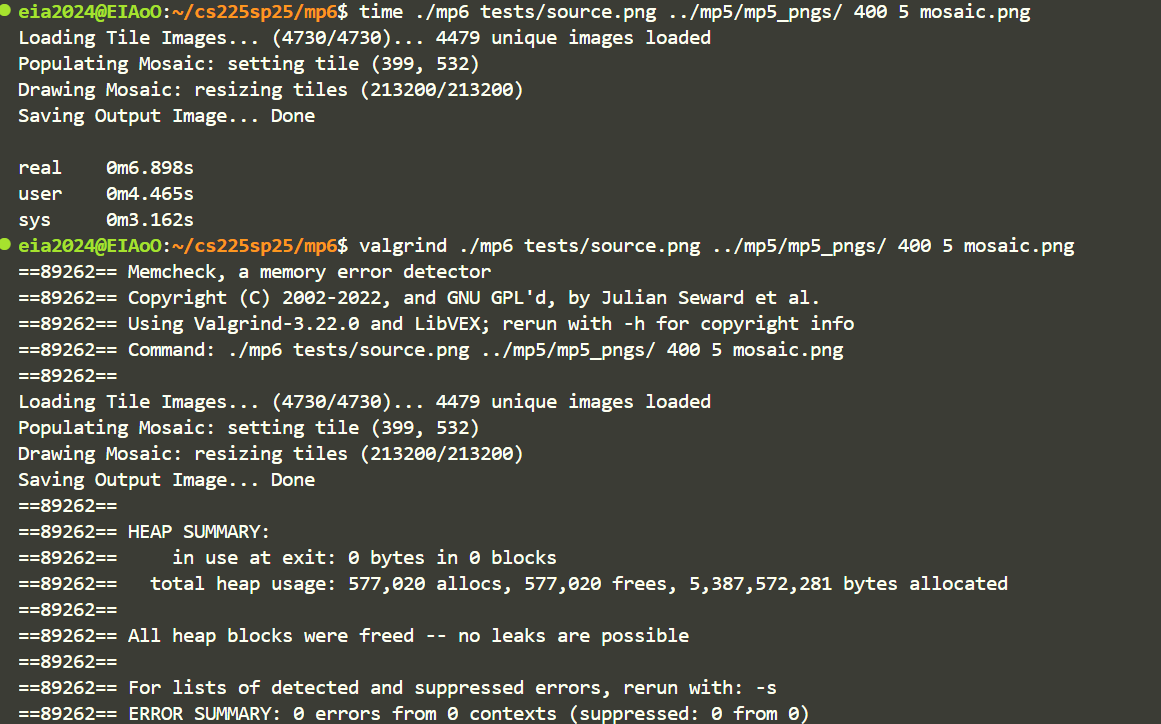 eia2024@EIAoO:~/cs225sp25/mp6$ time ./mp6 tests/source.png ../mp5/mp5_pngs/ 400 5 mosaic.png
Loading Tile Images... (4730/4730)... 4479 unique images loaded
Populating Mosaic: setting tile (399, 532)
Drawing Mosaic: resizing tiles (213200/213200)
Saving Output Image... Done

real    0m6.898s
user    0m4.465s
sys     0m3.162s
eia2024@EIAoO:~/cs225sp25/mp6$ valgrind ./mp6 tests/source.png ../mp5/mp5_pngs/ 400 5 mosaic.png
==89262== Memcheck, a memory error detector
==89262== Copyright (C) 2002-2022, and GNU GPL'd, by Julian Seward et al.
==89262== Using Valgrind-3.22.0 and LibVEX; rerun with -h for copyright info
==89262== Command: ./mp6 tests/source.png ../mp5/mp5_pngs/ 400 5 mosaic.png
==89262==
Loading Tile Images... (4730/4730)... 4479 unique images loaded
Populating Mosaic: setting tile (399, 532)
Drawing Mosaic: resizing tiles (213200/213200)
Saving Output Image... Done
==89262==
==89262== HEAP SUMMARY:
==89262==     in use at exit: 0 bytes in 0 blocks
==89262==   total heap usage: 577,020 allocs, 577,020 frees, 5,387,572,281 bytes allocated
==89262==
==89262== All heap blocks were freed -- no leaks are possible
==89262==
==89262== For lists of detected and suppressed errors, rerun with: -s
==89262== ERROR SUMMARY: 0 errors from 0 contexts (suppressed: 0 from 0)